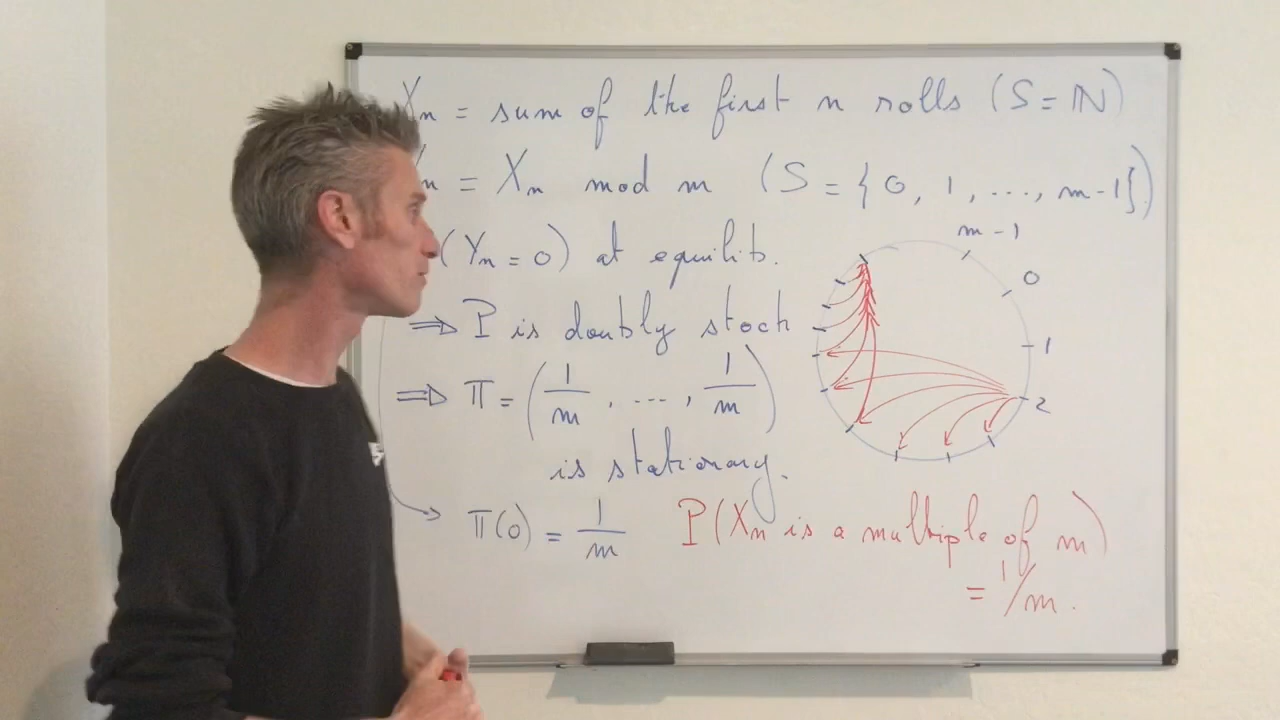 Xn = sum of the first n rolls (S = ℕ)
n = Xn mod m (S = {0, 1, ..., m-1})
(Yn = 0) at equilib.
⇒ P is doubly stoch
⇒ π = (1/m, ..., 1/m)
is stationary.
π(0) = 1/m
P(Xn is a multiple of m)
= 1/m.
m-1
0
1
2